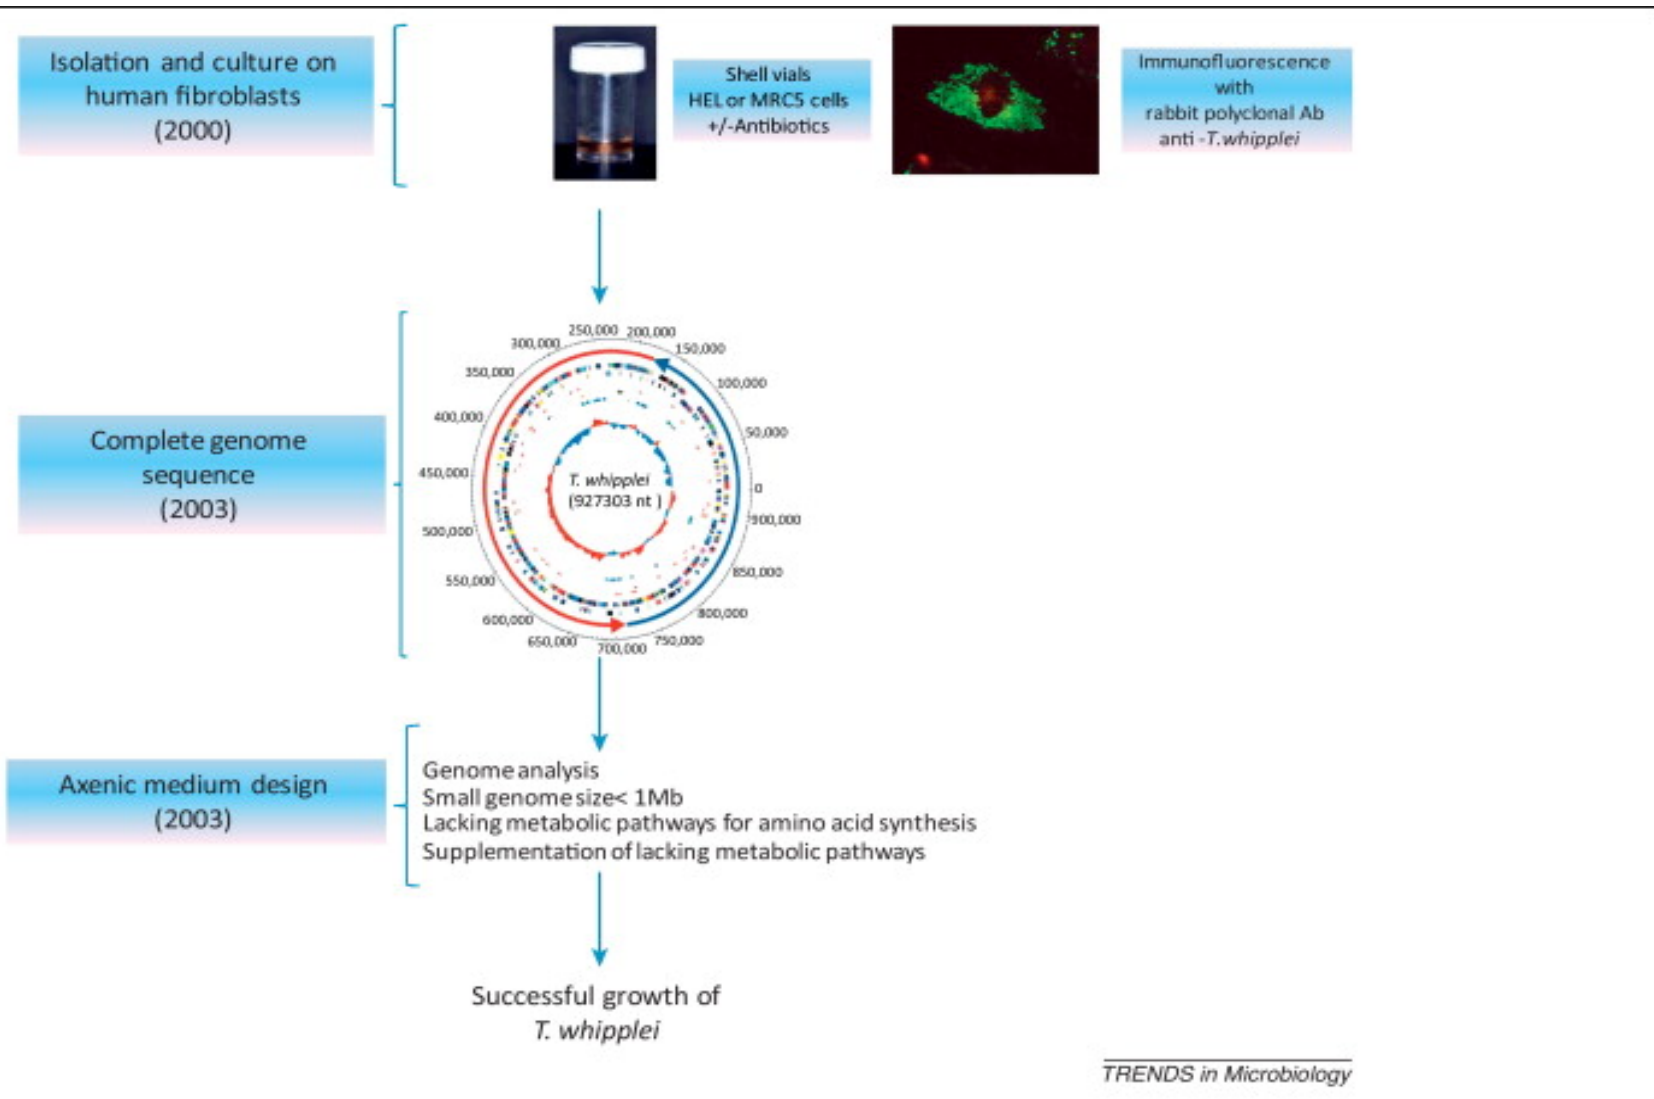 Isolation and culture on
human fibroblasts
(2000)
Shell vials
HEL or MRC5 cells
+/-Antibiotics
Immunofluorescence
with
rabbit polyclonal Ab
anti -T.whipplei
Complete genome
sequence
(2003)
250,000
200,000
150,000
100,000
50,000
0
900,000
850,000
800,000
750,000
700,000
650,000
600,000
550,000
500,000
450,000
400,000
350,000
300,000
T. whipplei
(927303 nt )
Axenic medium design
(2003)
Genome analysis
Small genome size< 1Mb
Lacking metabolic pathways for amino acid synthesis
Supplementation of lacking metabolic pathways
Successful growth of
T. whipplei
TRENDS in Microbiology